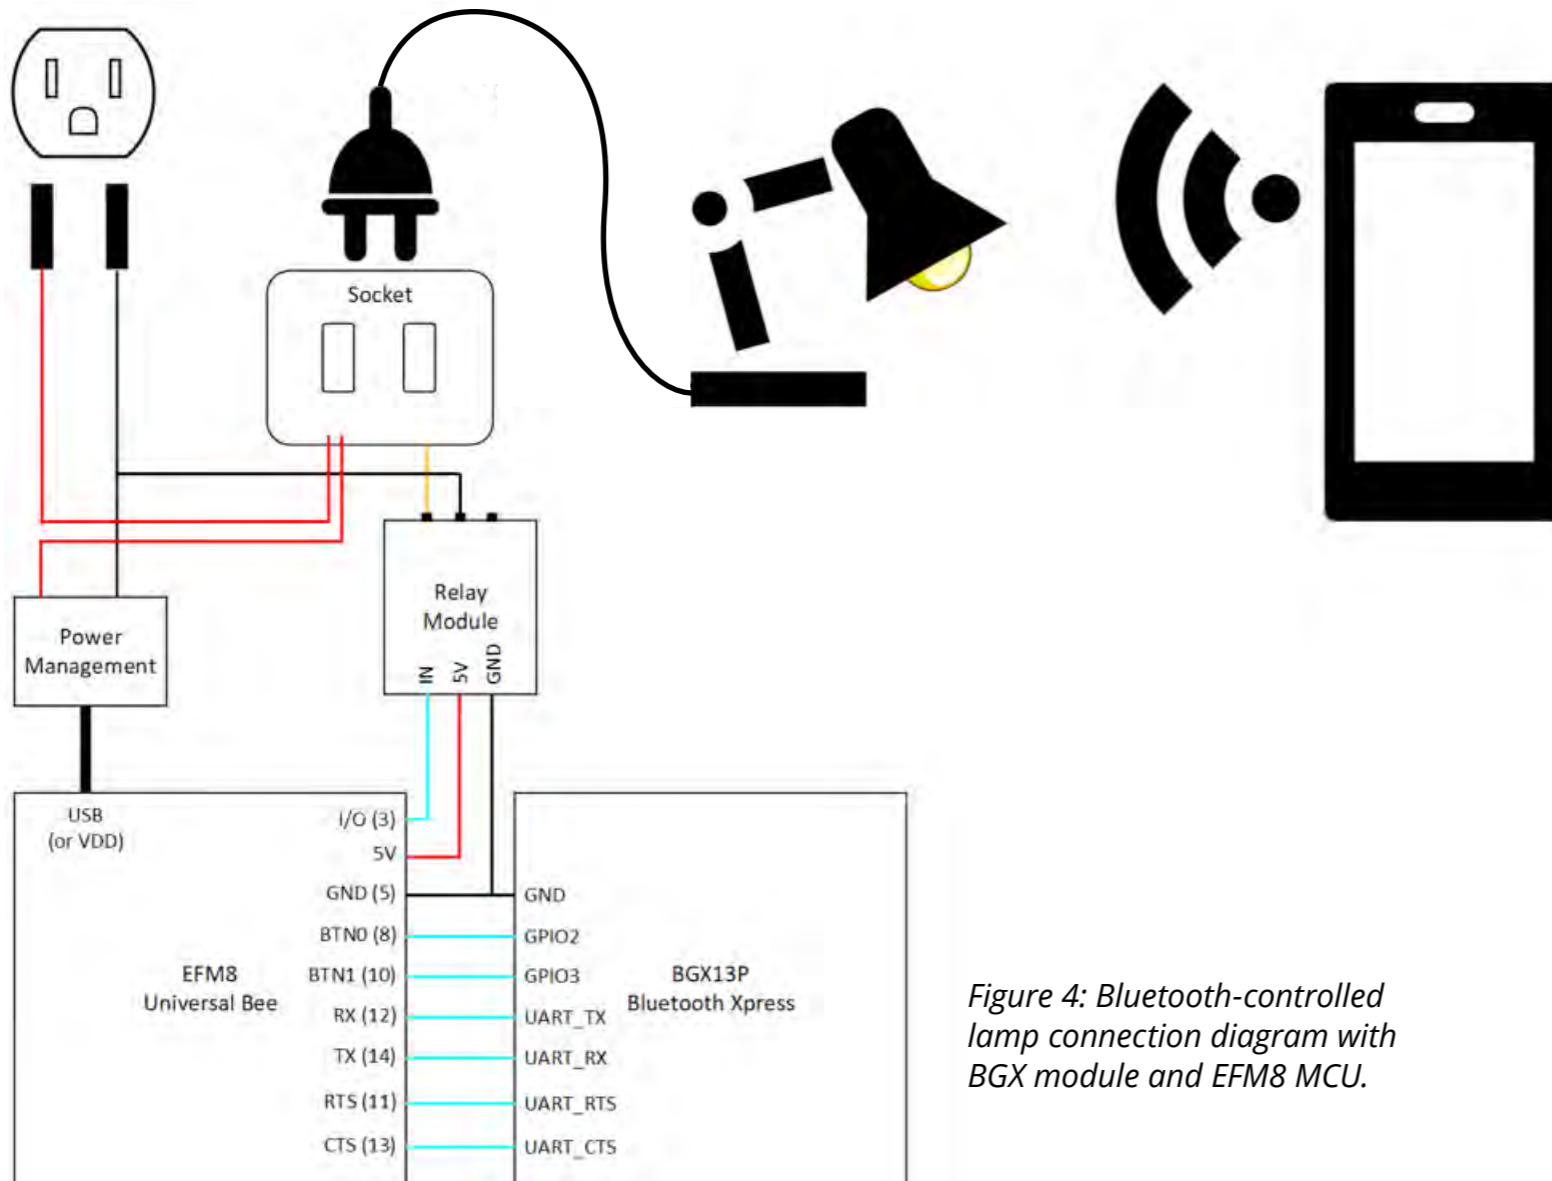 Socket
Relay
Module
IN
5V
GND
Power
Management
USB
(or VDD)
I/O (3)
5V
GND (5)
BTN0 (8)
BTN1 (10)
RX (12)
TX (14)
RTS (11)
CTS (13)
EFM8
Universal Bee
GND
GPIO2
GPIO3
UART_TX
UART_RX
UART_RTS
UART_CTS
BGX13P
Bluetooth Xpress
Figure 4: Bluetooth-controlled
lamp connection diagram with
BGX module and EFM8 MCU.